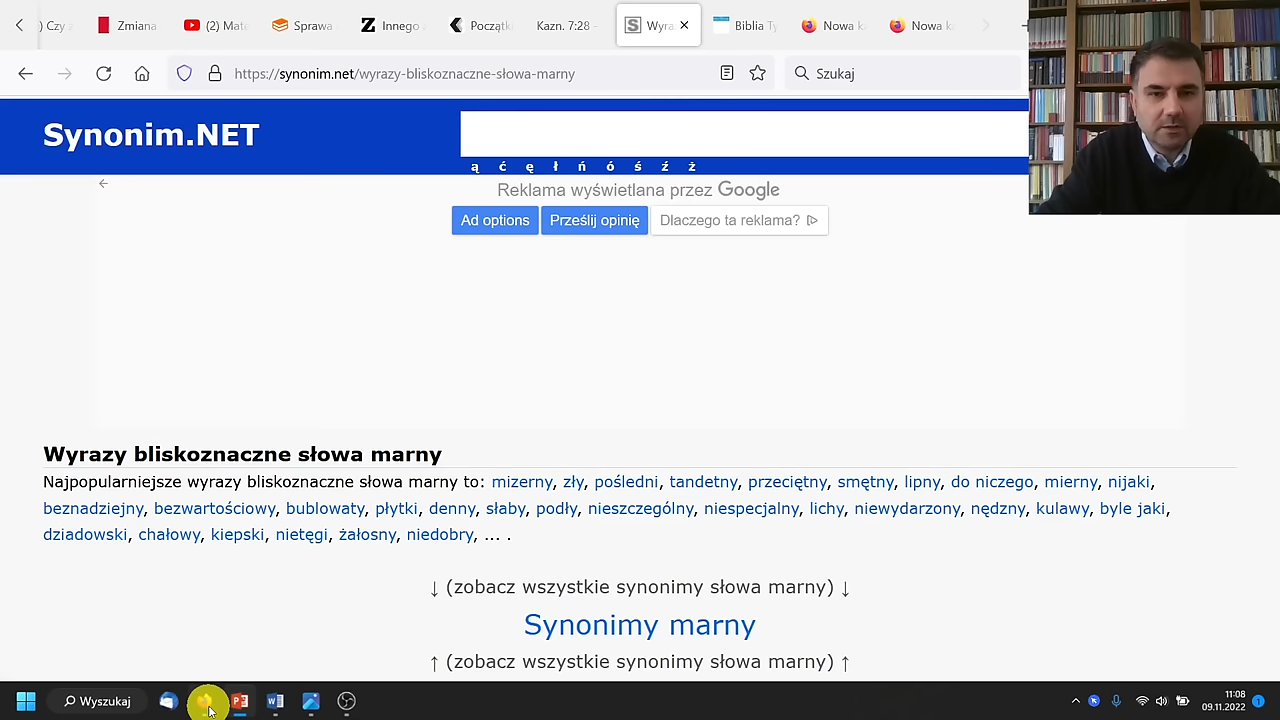 ) Czy
Zmiana
(2) Mate
Sprawa
Innego
Początk
Kazn. 7:28
Wyra
Biblia Ty
Nowa k
Nowa ka
https://synonim.net/wyrazy-bliskoznaczne-słowa-marny
Szukaj
Synonim.NET
ą ć ę ł ń ó ś ź ż
Reklama wyświetlana przez Google
Ad options
Prześlij opinię
Dlaczego ta reklama?
Wyrazy bliskoznaczne słowa marny
Najpopularniejsze wyrazy bliskoznaczne słowa marny to: mizerny, zły, pośledni, tandetny, przeciętny, smętny, lipny, do niczego, mierny, nijaki,
beznadziejny, bezwartościowy, bublowaty, płytki, denny, słaby, podły, nieszczególny, niespecjalny, lichy, niewydarzony, nędzny, kulawy, byle jaki,
dziadowski, chałowy, kiepski, nietęgi, żałosny, niedobry, ... .
↓ (zobacz wszystkie synonimy słowa marny) ↓
Synonimy marny
↑ (zobacz wszystkie synonimy słowa marny) ↑
Wyszukaj
11:08
09.11.2022
1